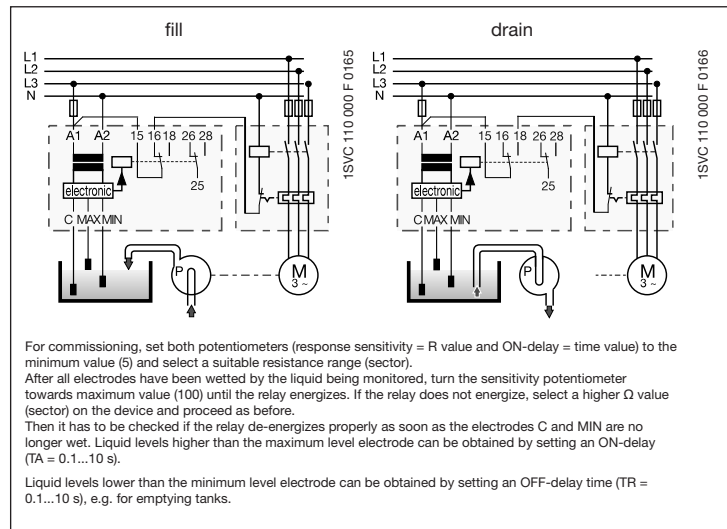 fill
drain
L1
L2
L3
N
A1 A2 15 16 18 26 28
25
electronic
C MAX MIN
P
M
3 ~
1SVC 110 000 F 0165
L1
L2
L3
N
A1 A2 15 16 18 26 28
25
electronic
C MAX MIN
P
M
3 ~
1SVC 110 000 F 0166
For commissioning, set both potentiometers (response sensitivity = R value and ON-delay = time value) to the
minimum value (5) and select a suitable resistance range (sector).
After all electrodes have been wetted by the liquid being monitored, turn the sensitivity potentiometer
towards maximum value (100) until the relay energizes. If the relay does not energize, select a higher Ω value
(sector) on the device and proceed as before.
Then it has to be checked if the relay de-energizes properly as soon as the electrodes C and MIN are no
longer wet. Liquid levels higher than the maximum level electrode can be obtained by setting an ON-delay
(TA = 0.1...10 s).
Liquid levels lower than the minimum level electrode can be obtained by setting an OFF-delay time (TR =
0.1...10 s), e.g. for emptying tanks.